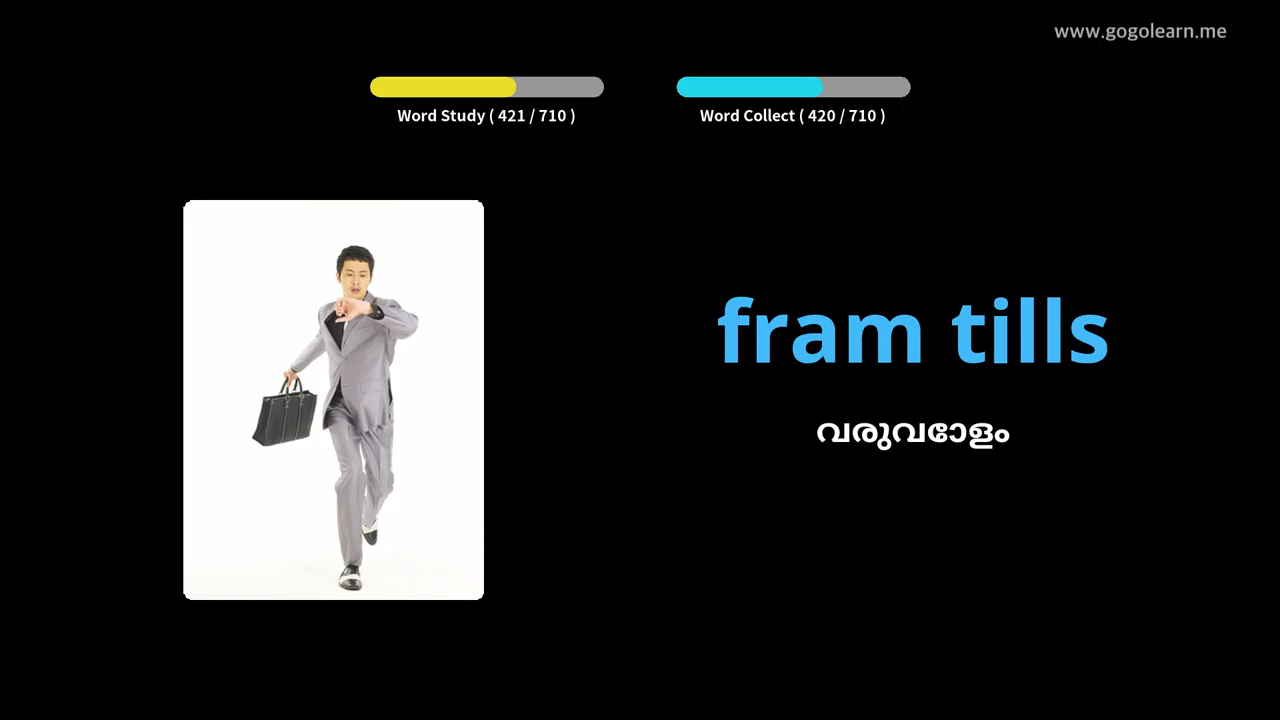 www.gogolearn.me
Word Study ( 421 / 710 )
Word Collect ( 420 / 710 )
fram tills
വരുവോളം